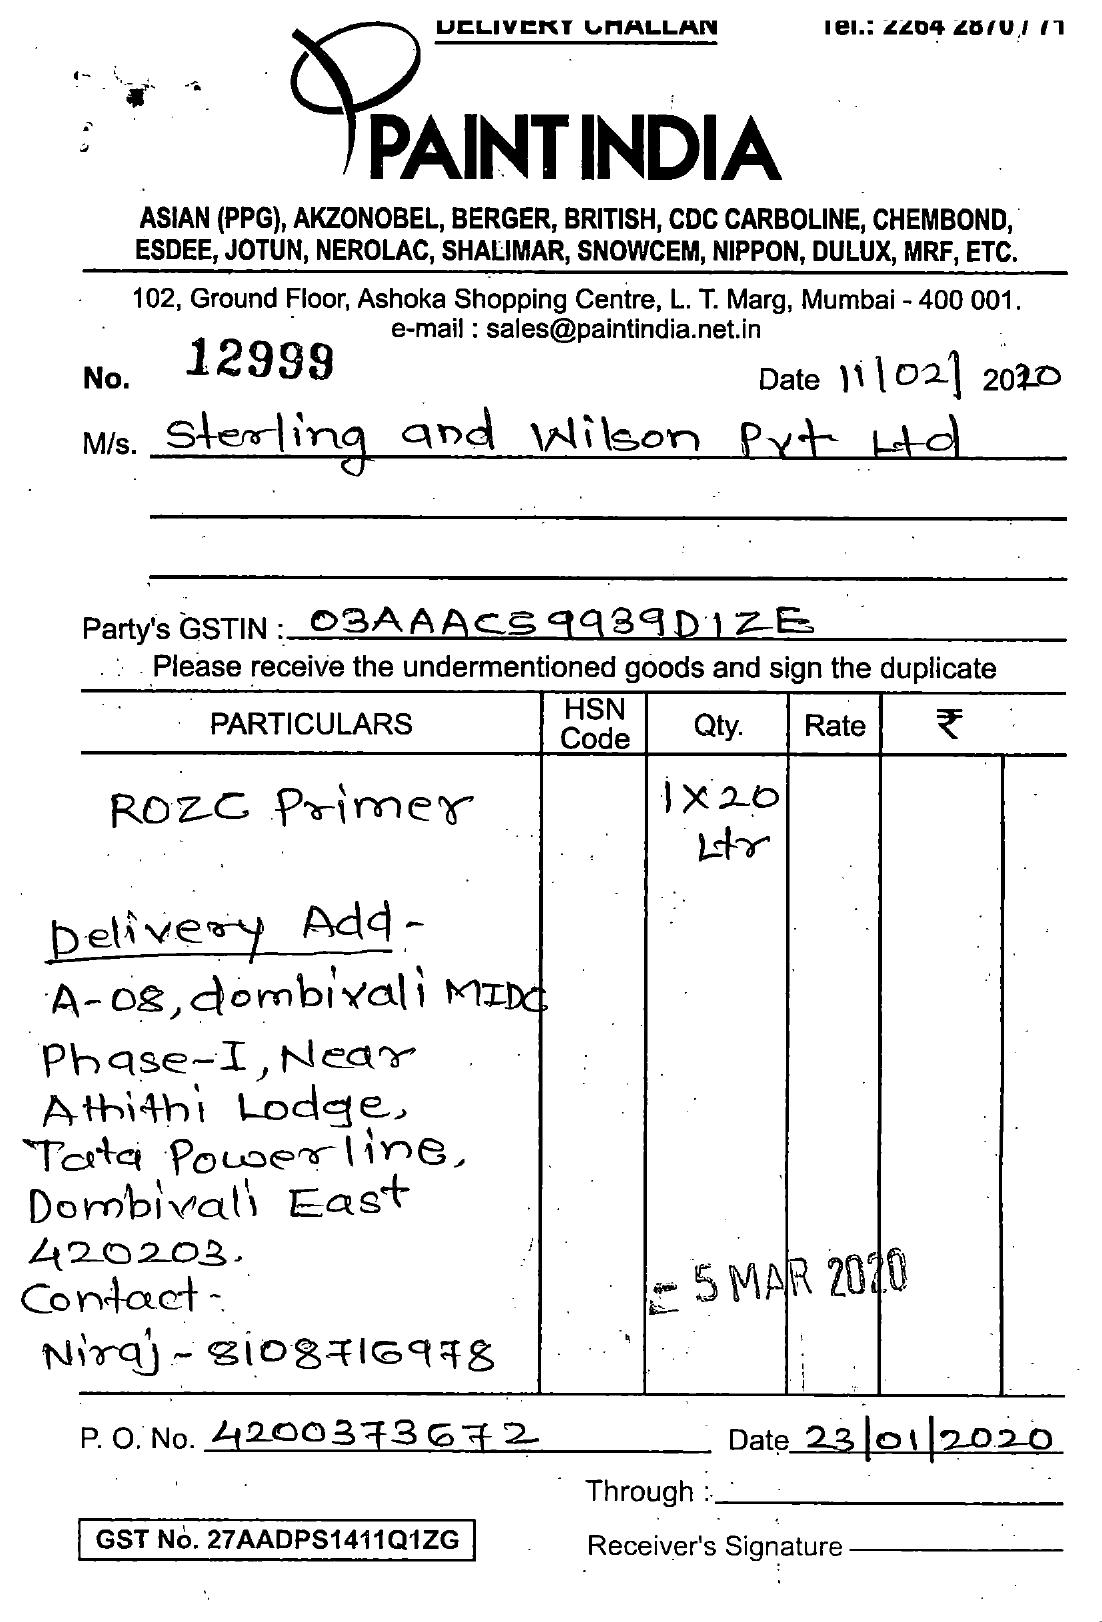 DELIVERY CHALLAN Tel.: 2264 2870 / 71
PAINT INDIA
ASIAN (PPG), AKZONOBEL, BERGER, BRITISH, CDC CARBOLINE, CHEMBOND,
ESDEE, JOTUN, NEROLAC, SHALIMAR, SNOWCEM, NIPPON, DULUX, MRF, ETC.
102, Ground Floor, Ashoka Shopping Centre, L. T. Marg, Mumbai - 400 001.
e-mail : sales@paintindia.net.in
No. 12999 Date 11/02/2020
M/s. Sterling and Wilson Pvt Ltd
Party's GSTIN : 03AAACS9939D1ZE
Please receive the undermentioned goods and sign the duplicate
PARTICULARS HSN Code Qty. Rate ₹
ROZC Primer 1X20
Ltr
Delivery Add -
A-08, dombivali MIDC
Phase-I, Near
Athithi Lodge,
Tata Powerline,
Dombivali East
420203.
Contact -
- 5 MAR 2020
Niraj - 8108716978
P. O. No. 4200373672 Date 23/01/2020
Through :
GST No. 27AADPS1411Q1ZG Receiver's Signature